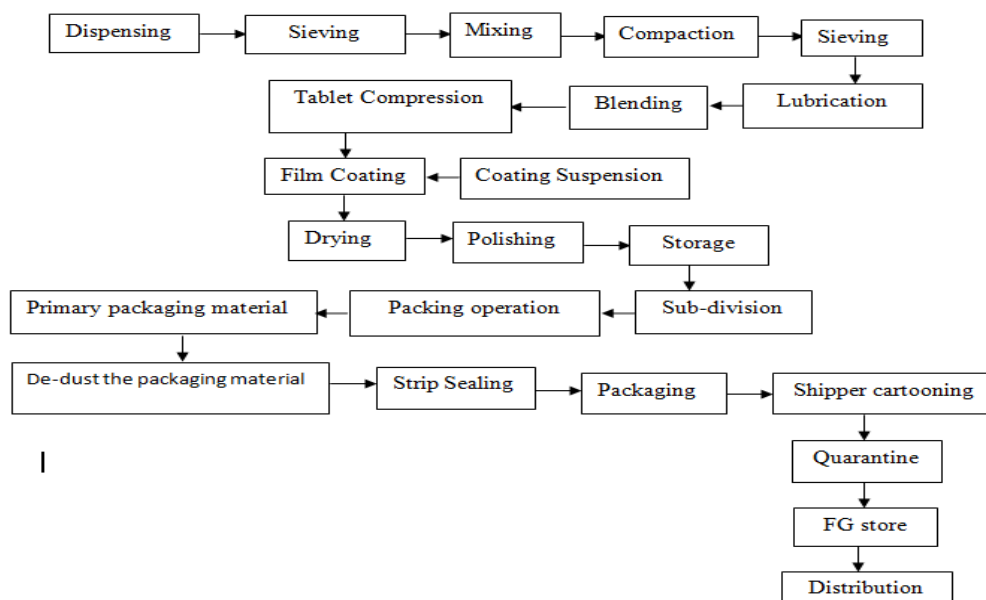 Dispensing
Sieving
Mixing
Compaction
Sieving
Lubrication
Blending
Tablet Compression
Film Coating
Coating Suspension
Drying
Polishing
Storage
Sub-division
Packing operation
Primary packaging material
De-dust the packaging material
Strip Sealing
Packaging
Shipper cartooning
Quarantine
FG store
Distribution